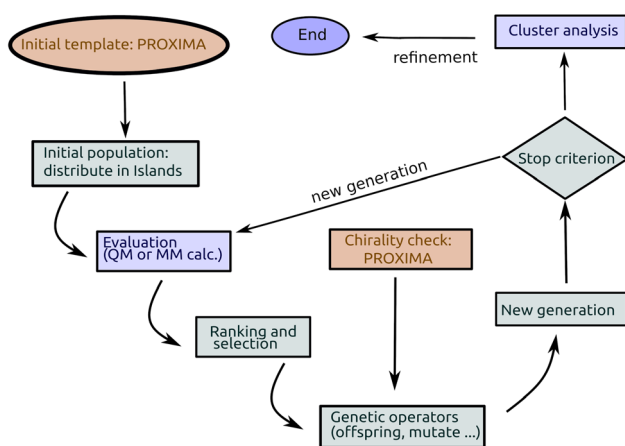 Initial template: PROXIMA
End
Cluster analysis
refinement
Initial population:
distribute in Islands
Stop criterion
new generation
Evaluation
(QM or MM calc.)
Chirality check:
PROXIMA
New generation
Ranking and
selection
Genetic operators
(offspring, mutate ...)